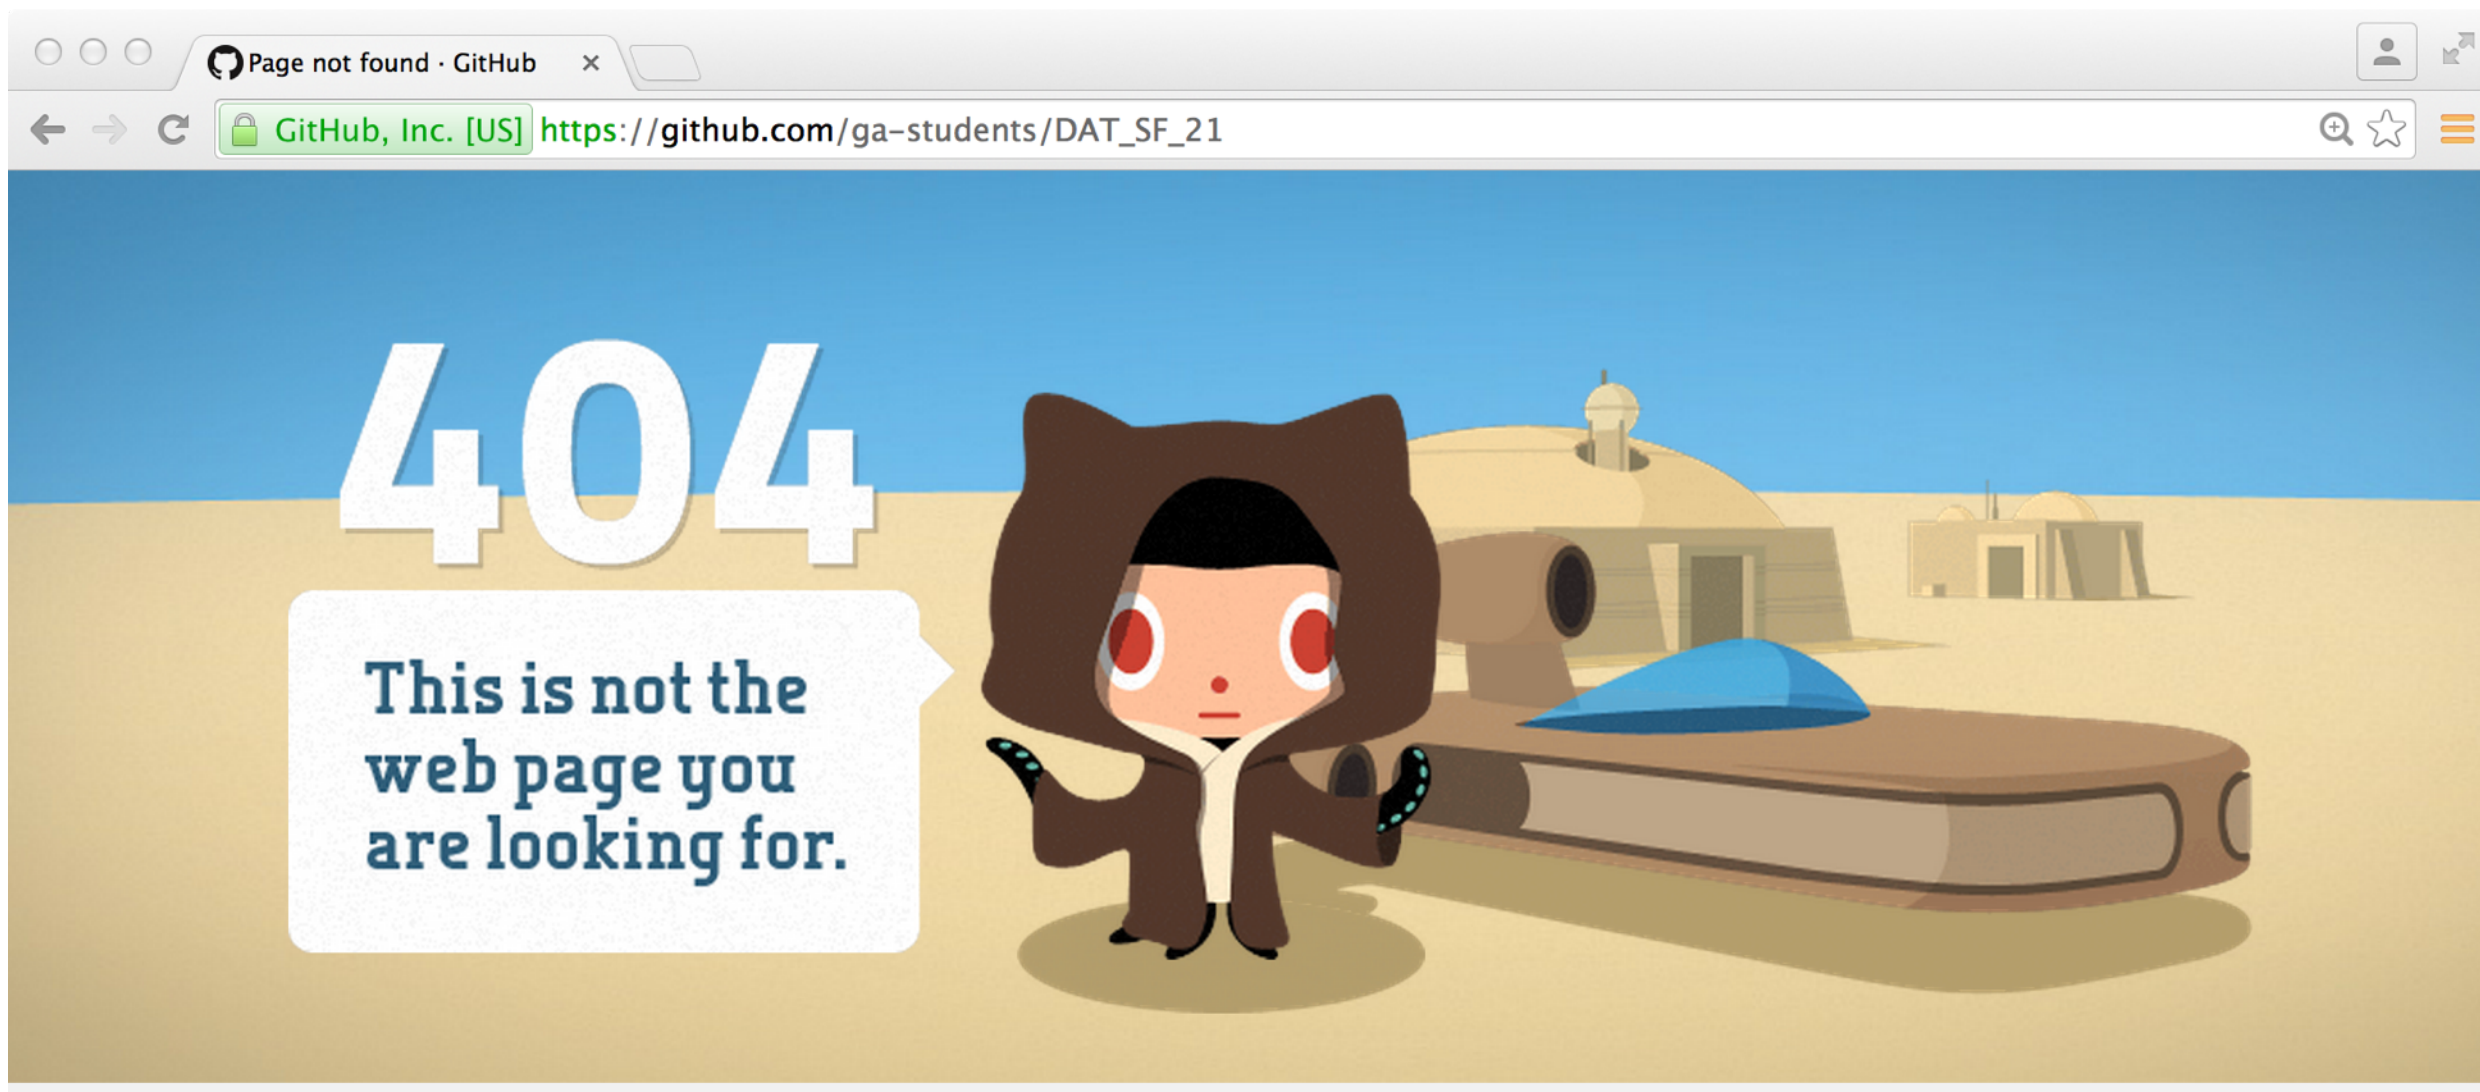 Page not found · GitHub
GitHub, Inc. [US] https://github.com/ga-students/DAT_SF_21
404
This is not the
web page you
are looking for.